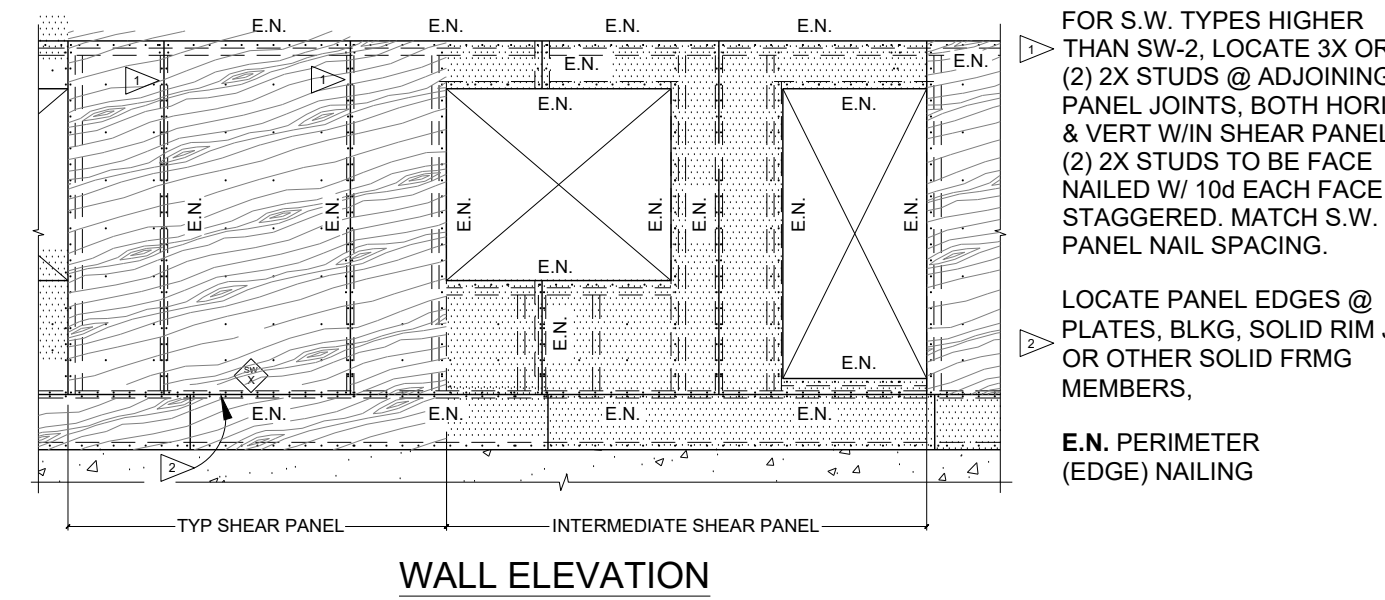 E.N. E.N. E.N. E.N.
E.N. E.N.
1 1
E.N. E.N.
E.N. E.N. E.N. E.N. E.N. E.N. E.N.
E.N.
E.N.
E.N.
SW
X
E.N. E.N. E.N. E.N.
2
TYP SHEAR PANEL
INTERMEDIATE SHEAR PANEL
WALL ELEVATION
1
FOR S.W. TYPES HIGHER
THAN SW-2, LOCATE 3X OR
(2) 2X STUDS @ ADJOINING
PANEL JOINTS, BOTH HORI
& VERT W/IN SHEAR PANEL
(2) 2X STUDS TO BE FACE
NAILED W/ 10d EACH FACE
STAGGERED. MATCH S.W.
PANEL NAIL SPACING.
2
LOCATE PANEL EDGES @
PLATES, BLKG, SOLID RIM J
OR OTHER SOLID FRMG
MEMBERS,
E.N. PERIMETER
(EDGE) NAILING